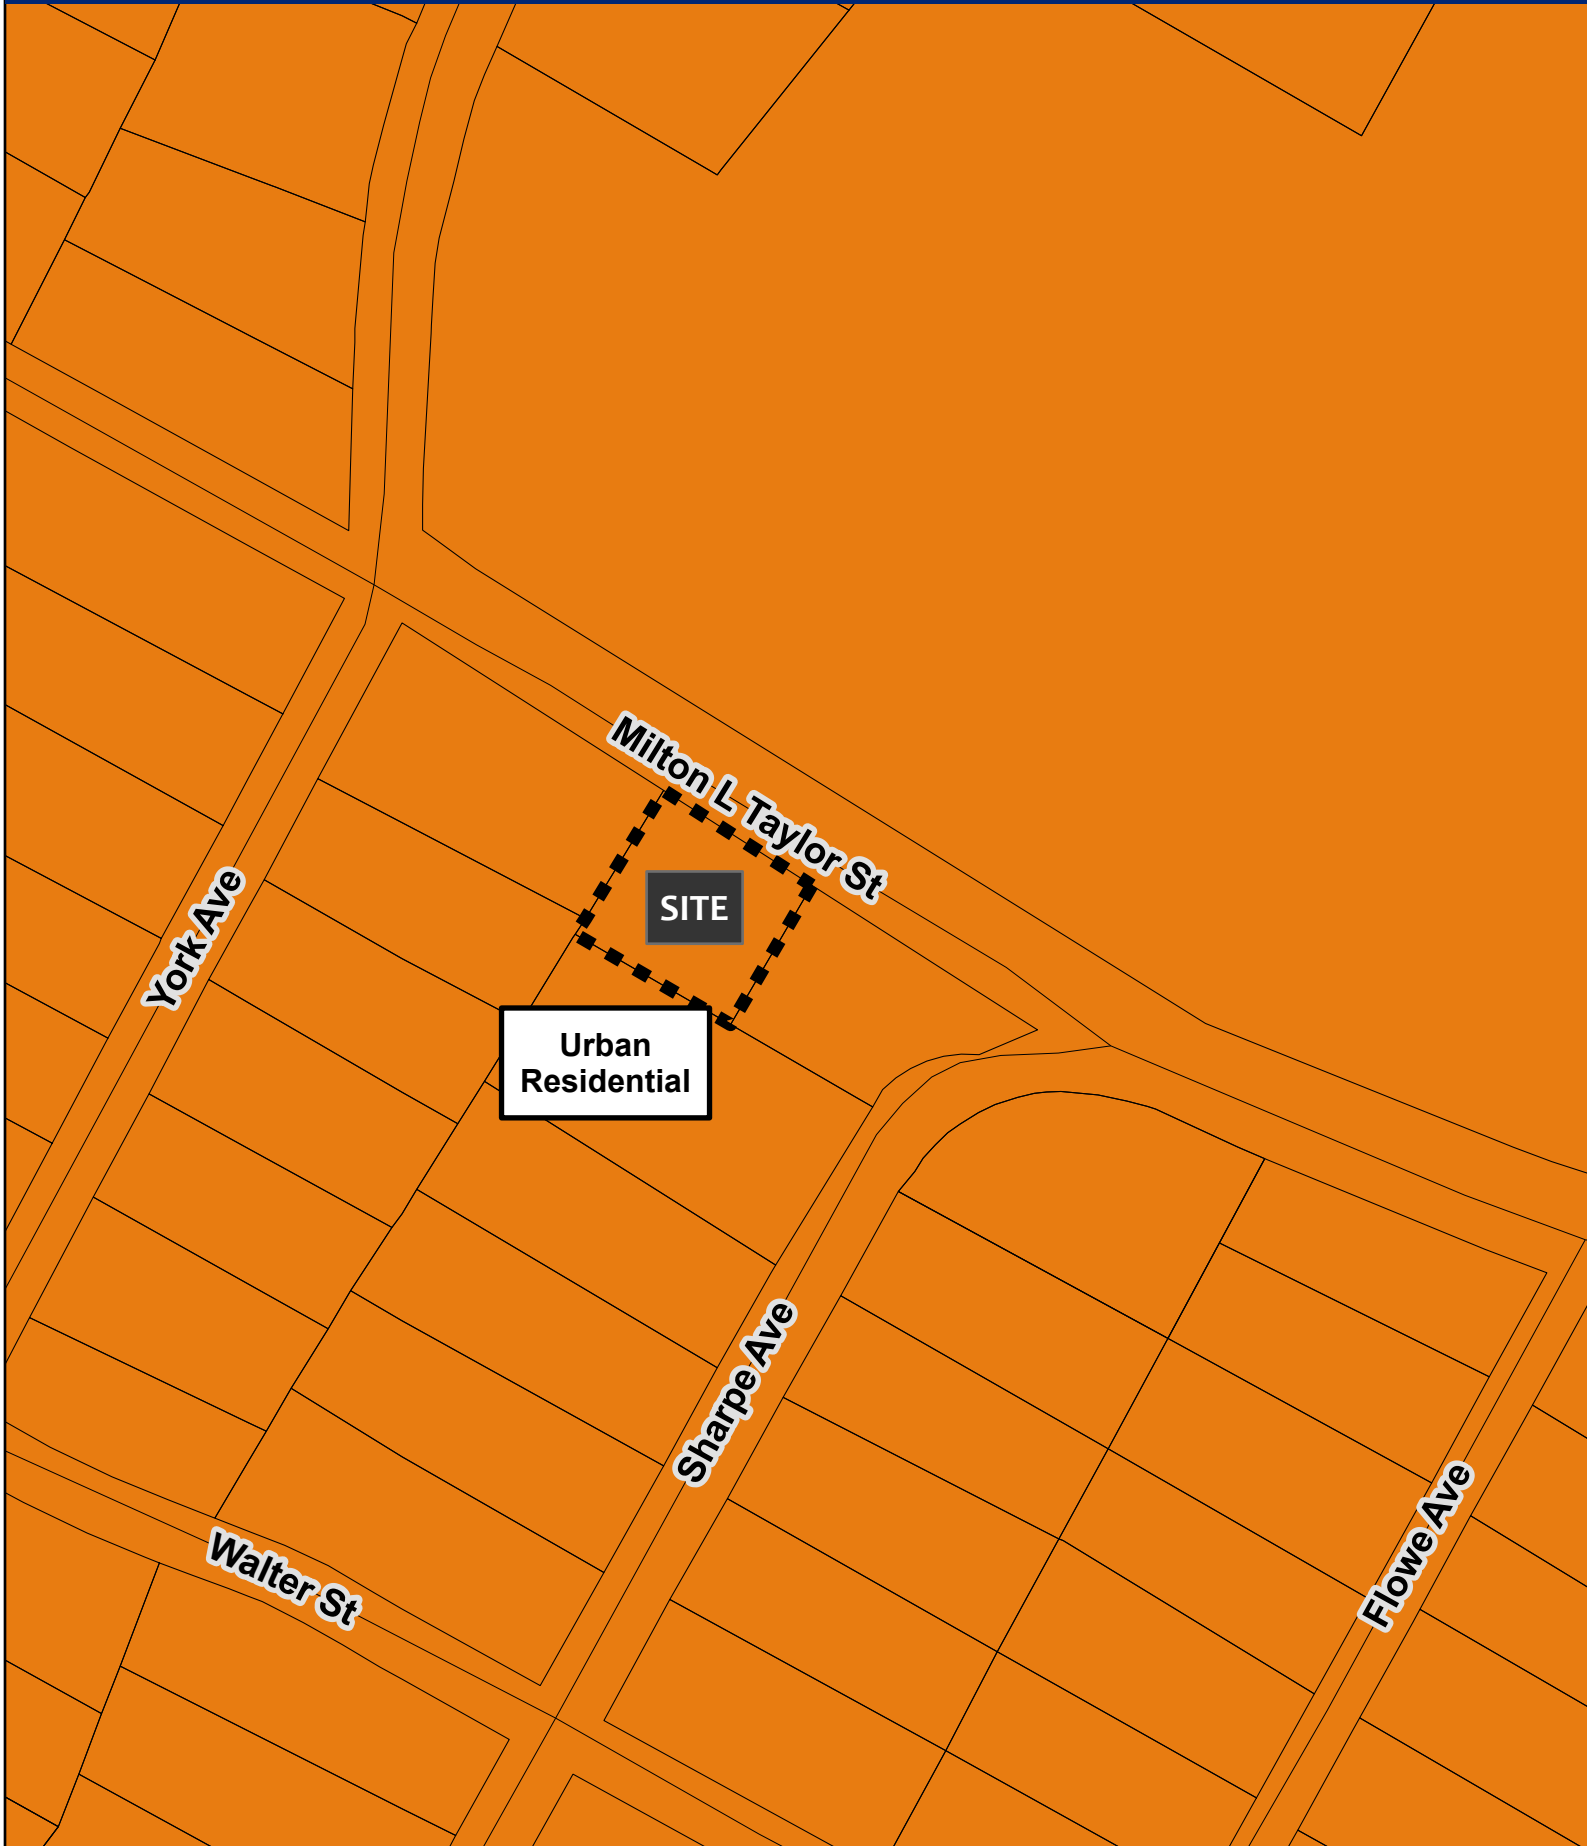 Milton L Taylor St
York Ave
SITE
Urban
Residential
Sharpe Ave
Flowe Ave
Walter St